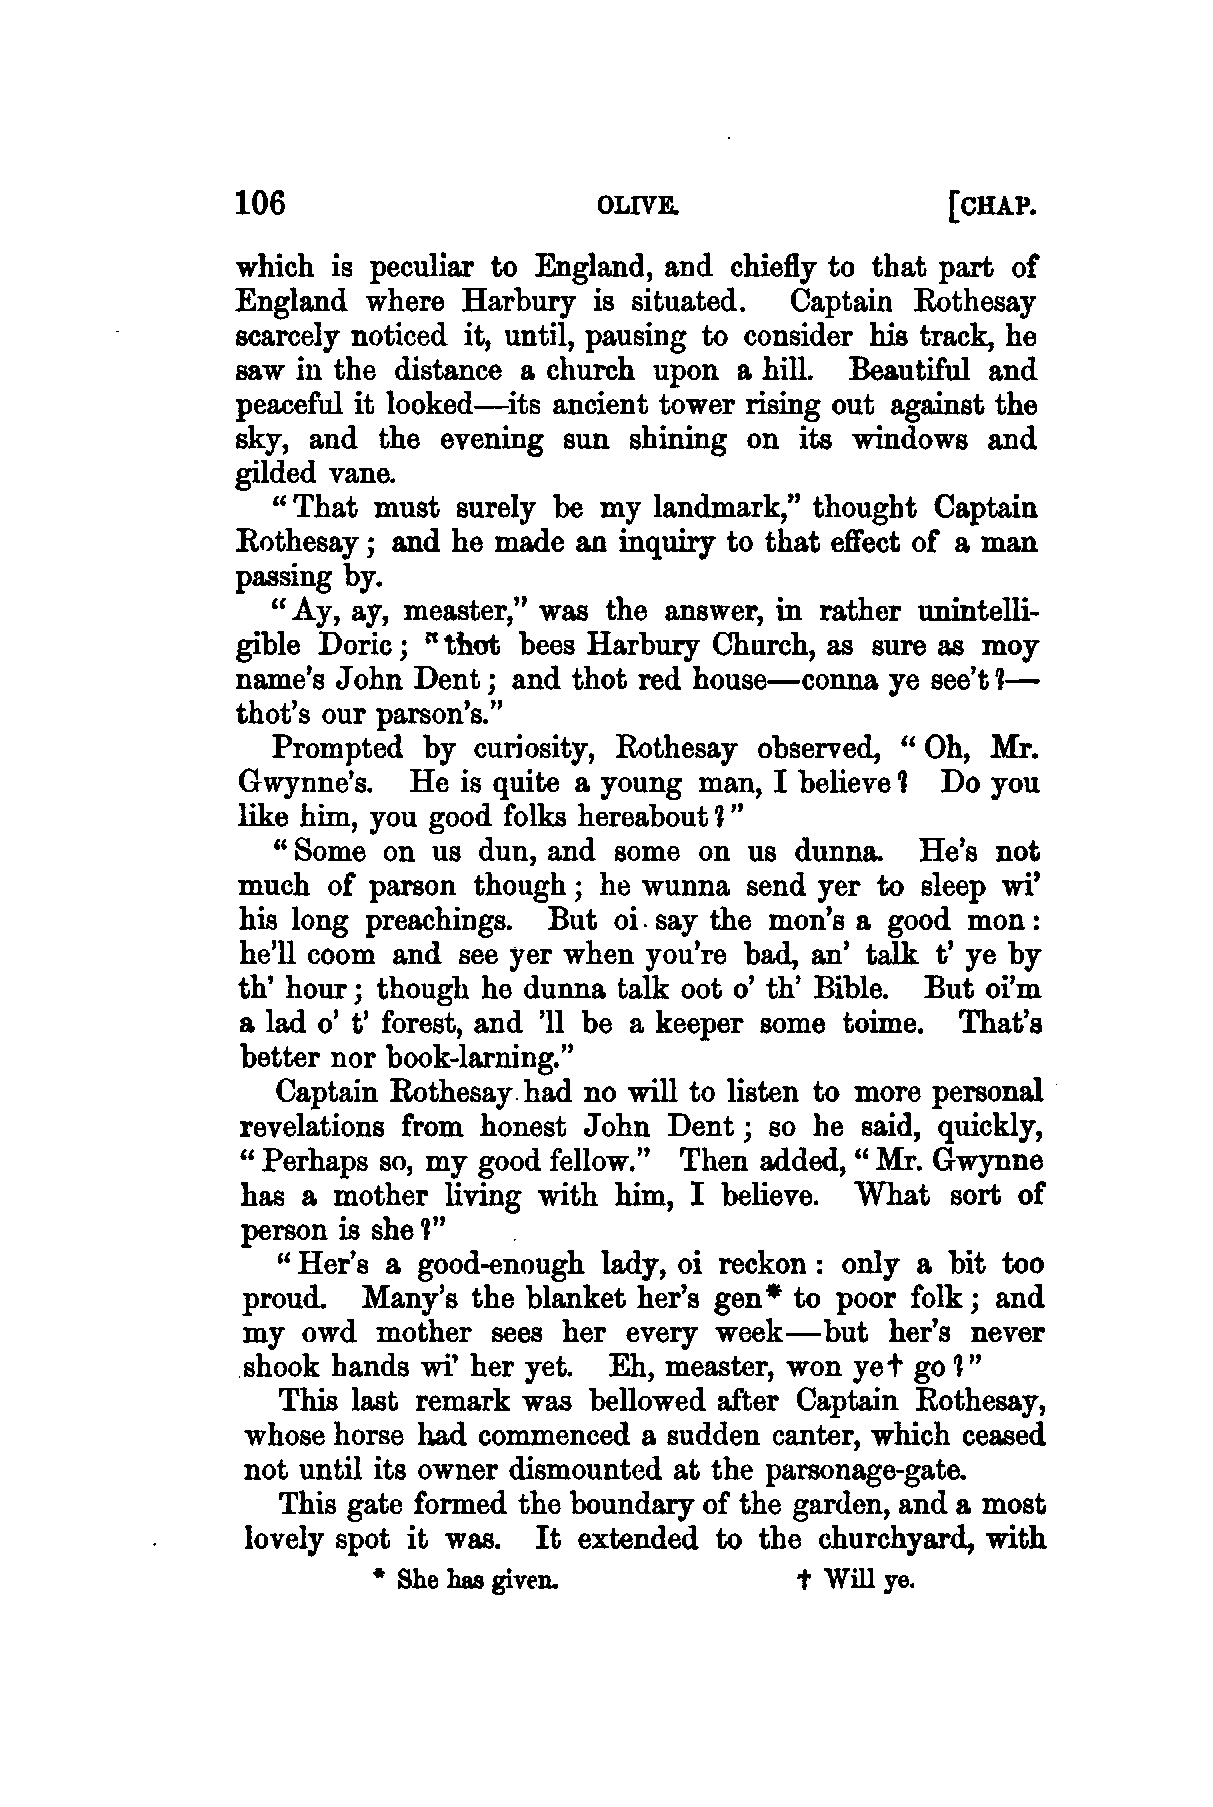 106 OLIVE. [CHAP.
which is peculiar to England, and chiefly to that part of
England where Harbury is situated. Captain Rothesay
scarcely noticed it, until, pausing to consider his track, he
saw in the distance a church upon a hill. Beautiful and
peaceful it looked—its ancient tower rising out against the
sky, and the evening sun shining on its windows and
gilded vane.
“That must surely be my landmark,” thought Captain
Rothesay; and he made an inquiry to that effect of a man
passing by.
“Ay, ay, measter,” was the answer, in rather unintelli-
gible Doric; “thot bees Harbury Church, as sure as moy
name's John Dent; and thot red house—conna ye see't?—
thot's our parson's.”
Prompted by curiosity, Rothesay observed, “Oh, Mr.
Gwynne's. He is quite a young man, I believe? Do you
like him, you good folks hereabout?”
“Some on us dun, and some on us dunna. He's not
much of parson though; he wunna send yer to sleep wi'
his long preachings. But oi say the mon's a good mon:
he'll coom and see yer when you're bad, an' talk t' ye by
th' hour; though he dunna talk oot o' th' Bible. But oi'm
a lad o' t' forest, and 'll be a keeper some toime. That's
better nor book-larning.”
Captain Rothesay had no will to listen to more personal
revelations from honest John Dent; so he said, quickly,
“Perhaps so, my good fellow.” Then added, “Mr. Gwynne
has a mother living with him, I believe. What sort of
person is she?”
“Her's a good-enough lady, oi reckon: only a bit too
proud. Many's the blanket her's gen* to poor folk; and
my owd mother sees her every week—but her's never
shook hands wi' her yet. Eh, measter, won ye† go?”
This last remark was bellowed after Captain Rothesay,
whose horse had commenced a sudden canter, which ceased
not until its owner dismounted at the parsonage-gate.
This gate formed the boundary of the garden, and a most
lovely spot it was. It extended to the churchyard, with
* She has given. † Will ye.